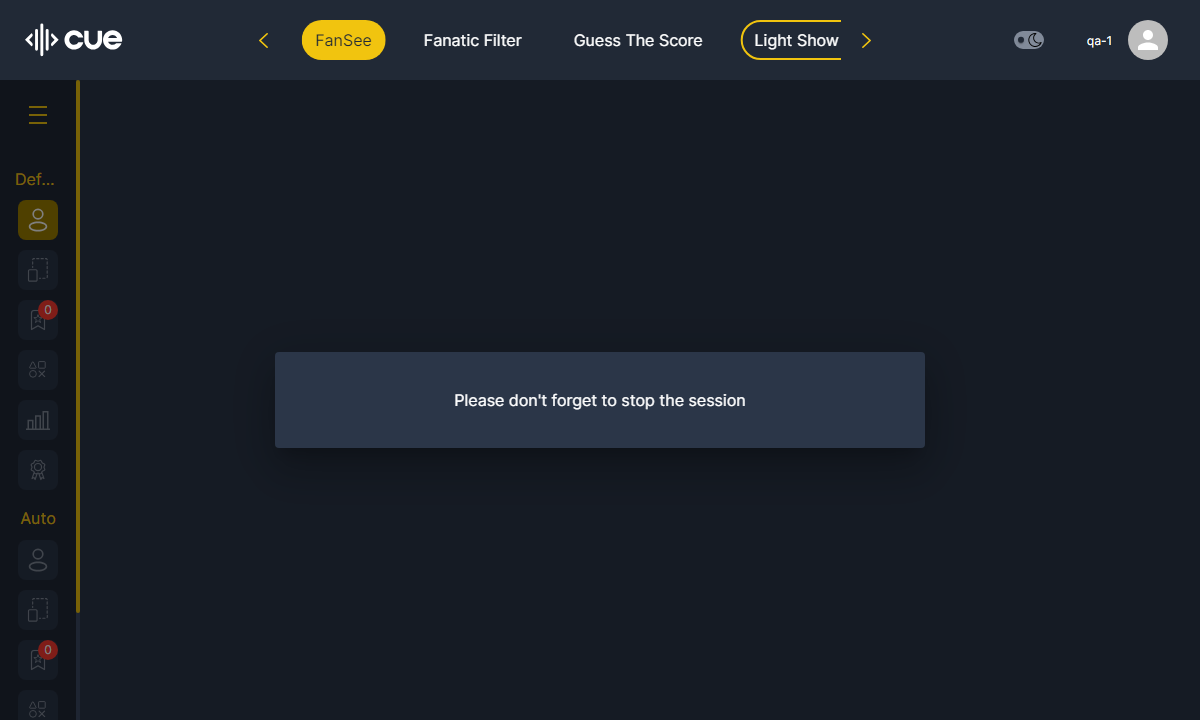 cue
FanSee
Fanatic Filter
Guess The Score
Light Show
qa-1
Def...
0
Please don't forget to stop the session
Auto
0